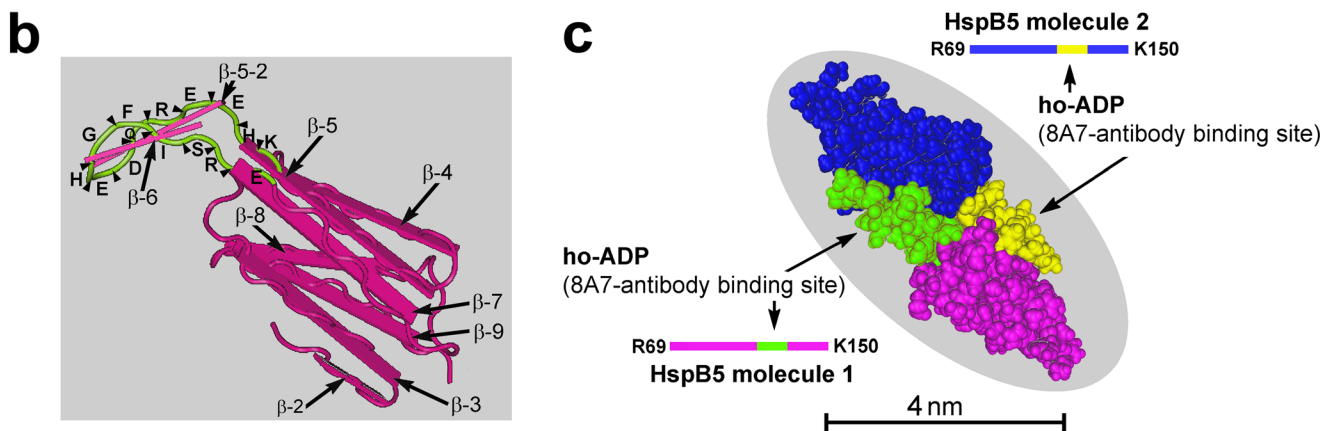 b
β-5-2
F R E E
G Q H K
β-5
H E D I S R E
β-6
β-4
β-8
β-7
β-9
β-2
β-3
c
HspB5 molecule 2
R69 K150
ho-ADP
(8A7-antibody binding site)
ho-ADP
(8A7-antibody binding site)
R69 K150
HspB5 molecule 1
4 nm